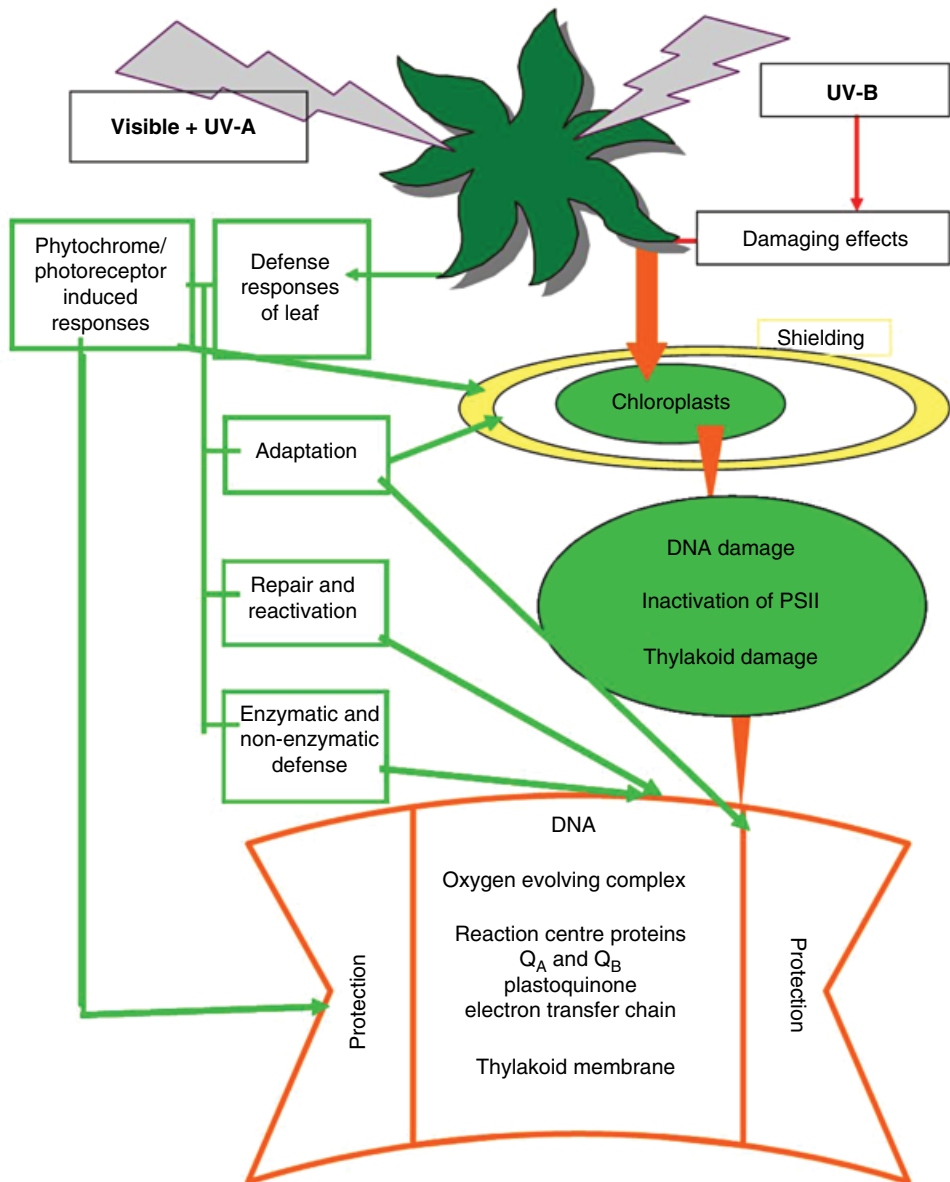 Visible + UV-A
UV-B
Damaging effects
Phytochrome/
photoreceptor
induced
responses
Defense
responses
of leaf
Shielding
Chloroplasts
Adaptation
DNA damage
Inactivation of PSII
Thylakoid damage
Repair and
reactivation
Enzymatic and
non-enzymatic
defense
DNA
Oxygen evolving complex
Reaction centre proteins
QA and QB
plastoquinone
electron transfer chain
Thylakoid membrane
Protection
Protection